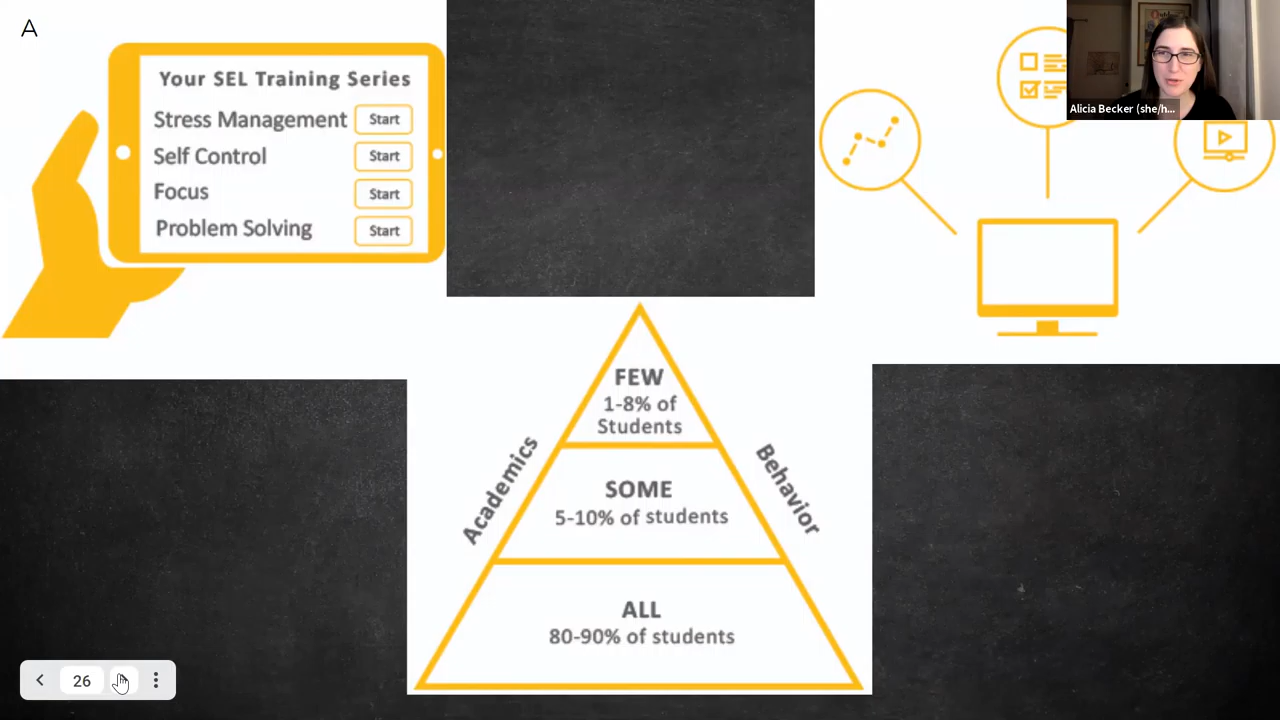 A
Your SEL Training Series
Stress Management Start
Self Control Start
Focus Start
Problem Solving Start
Alicia Becker (she/h...
FEW
1-8% of
Students
Academics
Behavior
SOME
5-10% of students
ALL
80-90% of students
26